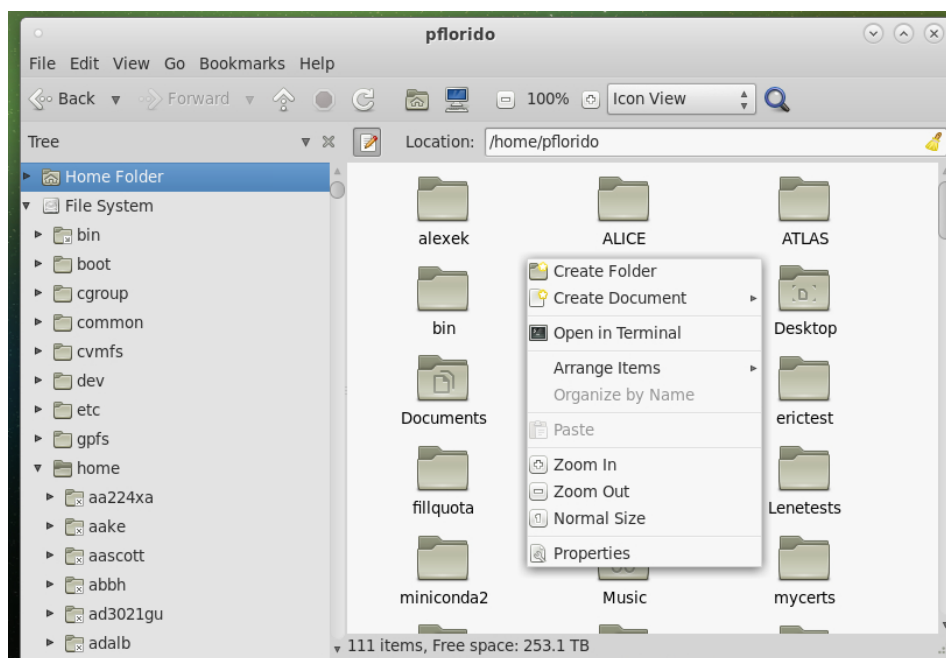 pflorido
File Edit View Go Bookmarks Help
Back Forward 100% Icon View
Tree Location: /home/pflorido
Home Folder
File System
bin
boot
cgroup
common
cvmfs
dev
etc
gpfs
home
aa224xa
aake
aascott
abbh
ad3021gu
adalb
alexek ALICE ATLAS
bin Desktop
Documents erictest
fillquota Lenetests
miniconda2 Music mycerts
Create Folder
Create Document
Open in Terminal
Arrange Items
Organize by Name
Paste
Zoom In
Zoom Out
Normal Size
Properties
111 items, Free space: 253.1 TB